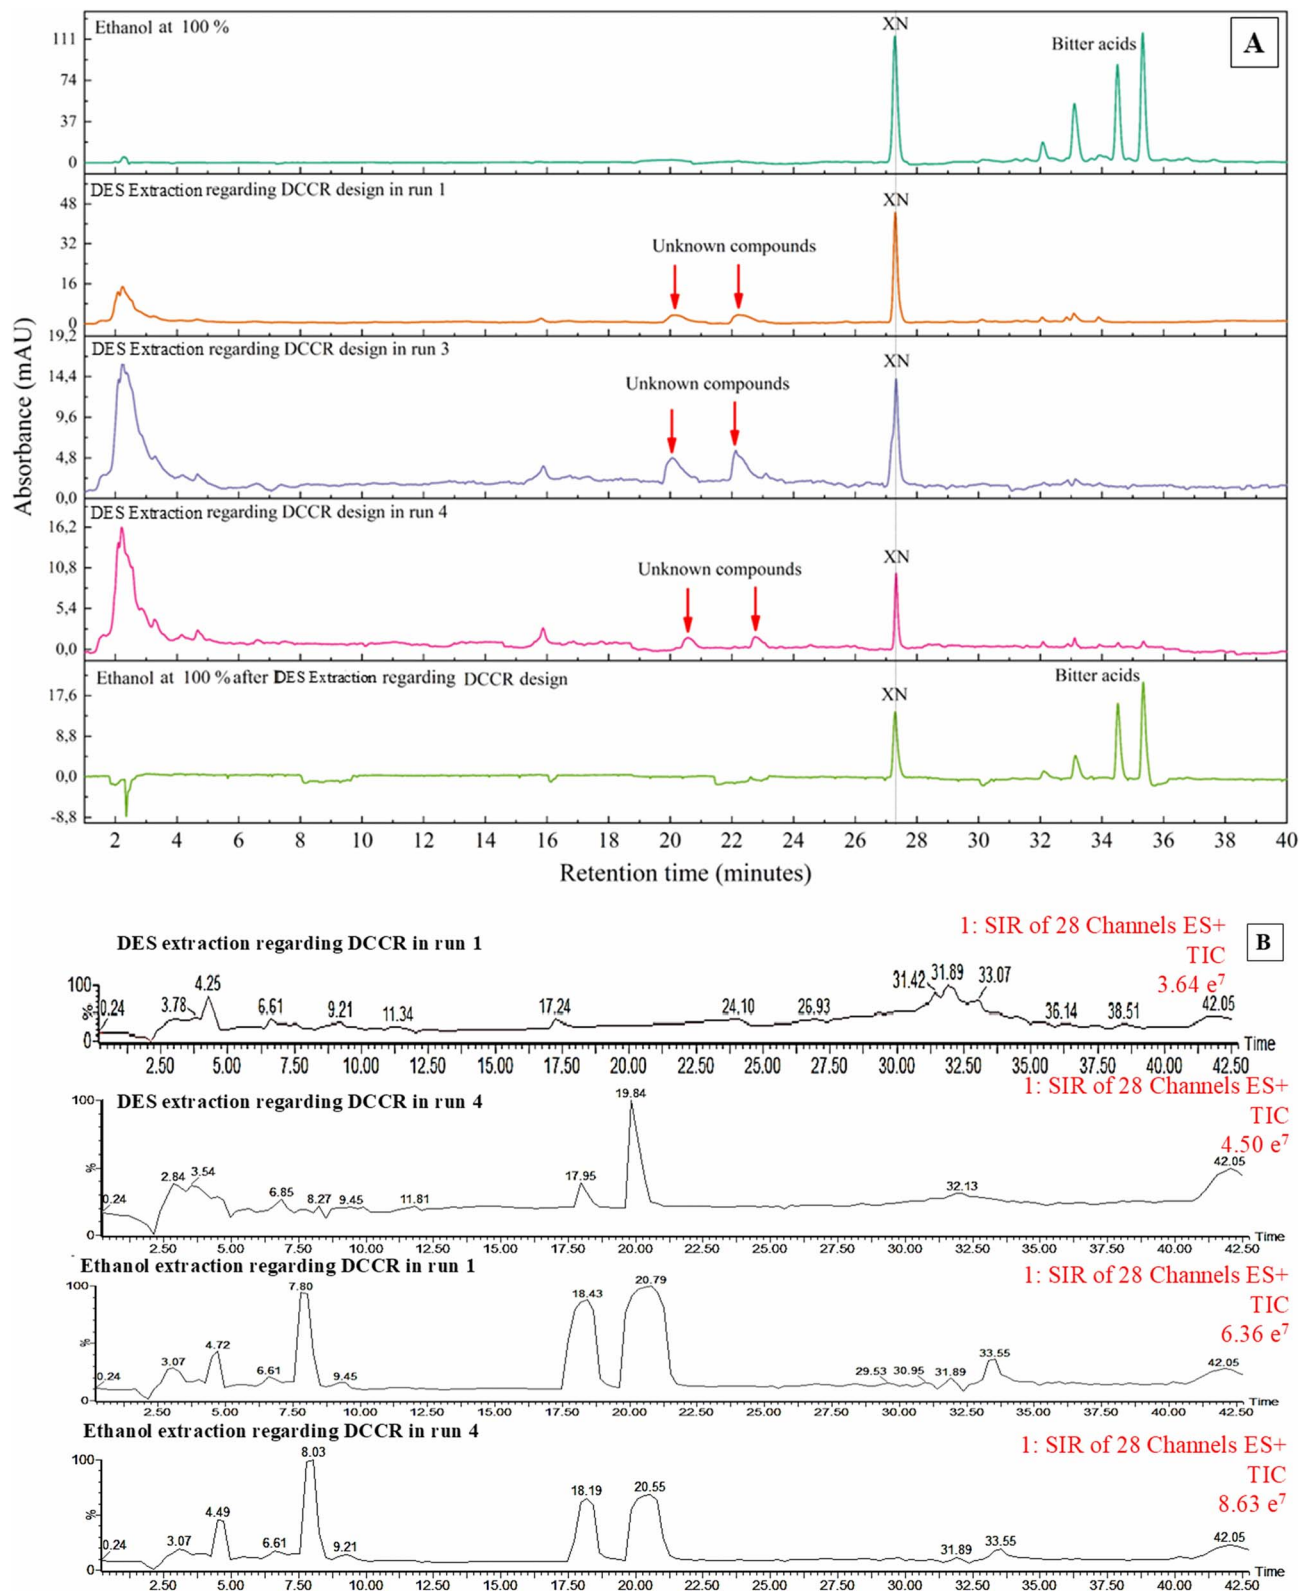 Ethanol at 100 %
XN
Bitter acids
A
111
74
37
0
DES Extraction regarding DCCR design in run 1
XN
Unknown compounds
48
32
16
0
19,2
DES Extraction regarding DCCR design in run 3
XN
Unknown compounds
14,4
9,6
4,8
0,0
DES Extraction regarding DCCR design in run 4
XN
Unknown compounds
16,2
10,8
5,4
0,0
Ethanol at 100 % after DES Extraction regarding DCCR design
XN
Bitter acids
17,6
8,8
0,0
-8,8
Absorbance (mAU)
2 4 6 8 10 12 14 16 18 20 22 24 26 28 30 32 34 36 38 40
Retention time (minutes)
DES extraction regarding DCCR in run 1
1: SIR of 28 Channels ES+
TIC
3.64 e7
B
100
%
0
0.24 3.78 4.25 6.61 9.21 11.34 17.24 24.10 26.93 31.42 31.89 33.07 36.14 38.51 42.05
2.50 5.00 7.50 10.00 12.50 15.00 17.50 20.00 22.50 25.00 27.50 30.00 32.50 35.00 37.50 40.00 42.50
Time
DES extraction regarding DCCR in run 4
1: SIR of 28 Channels ES+
TIC
4.50 e7
100
%
0
0.24 2.84 3.54 6.85 8.27 9.45 11.81 17.95 19.84 32.13 42.05
2.50 5.00 7.50 10.00 12.50 15.00 17.50 20.00 22.50 25.00 27.50 30.00 32.50 35.00 37.50 40.00 42.50
Time
Ethanol extraction regarding DCCR in run 1
1: SIR of 28 Channels ES+
TIC
6.36 e7
100
%
0
0.24 3.07 4.72 6.61 7.80 9.45 18.43 20.79 29.53 30.95 31.89 33.55 42.05
2.50 5.00 7.50 10.00 12.50 15.00 17.50 20.00 22.50 25.00 27.50 30.00 32.50 35.00 37.50 40.00 42.50
Time
Ethanol extraction regarding DCCR in run 4
1: SIR of 28 Channels ES+
TIC
8.63 e7
100
%
0
0.24 3.07 4.49 6.61 8.03 9.21 18.19 20.55 31.89 33.55 42.05
2.50 5.00 7.50 10.00 12.50 15.00 17.50 20.00 22.50 25.00 27.50 30.00 32.50 35.00 37.50 40.00 42.50
Time